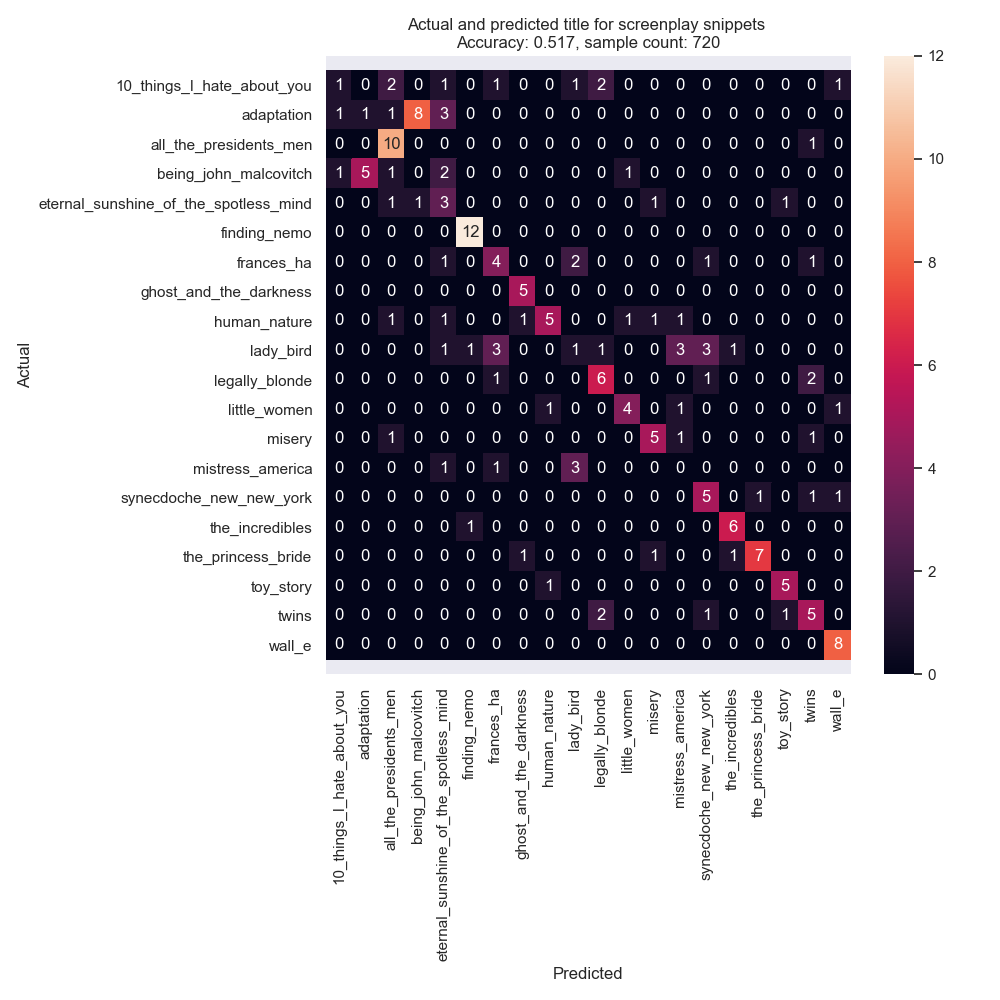 Actual and predicted title for screenplay snippets
Accuracy: 0.517, sample count: 720
10_things_I_hate_about_you 1 0 2 0 1 0 1 0 0 1 2 0 0 0 0 0 0 0 0 1
adaptation 1 1 1 8 3 0 0 0 0 0 0 0 0 0 0 0 0 0 0 0
all_the_presidents_men 0 0 10 0 0 0 0 0 0 0 0 0 0 0 0 0 0 0 1 0
being_john_malcovitch 1 5 1 0 2 0 0 0 0 0 0 1 0 0 0 0 0 0 0 0
eternal_sunshine_of_the_spotless_mind 0 0 1 1 3 0 0 0 0 0 0 0 1 0 0 0 0 1 0 0
finding_nemo 0 0 0 0 0 12 0 0 0 0 0 0 0 0 0 0 0 0 0 0
frances_ha 0 0 0 0 1 0 4 0 0 2 0 0 0 0 1 0 0 0 1 0
ghost_and_the_darkness 0 0 0 0 0 0 0 5 0 0 0 0 0 0 0 0 0 0 0 0
human_nature 0 0 1 0 1 0 0 1 5 0 0 1 1 1 0 0 0 0 0 0
lady_bird 0 0 0 0 1 1 3 0 0 1 1 0 0 3 3 1 0 0 0 0
legally_blonde 0 0 0 0 0 0 1 0 0 0 6 0 0 0 1 0 0 0 2 0
little_women 0 0 0 0 0 0 0 0 1 0 0 4 0 1 0 0 0 0 0 1
misery 0 0 1 0 0 0 0 0 0 0 0 0 5 1 0 0 0 0 1 0
mistress_america 0 0 0 0 1 0 1 0 0 3 0 0 0 0 0 0 0 0 0 0
synecdoche_new_new_york 0 0 0 0 0 0 0 0 0 0 0 0 0 0 5 0 1 0 1 1
the_incredibles 0 0 0 0 0 1 0 0 0 0 0 0 0 0 0 6 0 0 0 0
the_princess_bride 0 0 0 0 0 0 0 1 0 0 0 0 1 0 0 1 7 0 0 0
toy_story 0 0 0 0 0 0 0 0 1 0 0 0 0 0 0 0 0 5 0 0
twins 0 0 0 0 0 0 0 0 0 0 2 0 0 0 1 0 0 1 5 0
wall_e 0 0 0 0 0 0 0 0 0 0 0 0 0 0 0 0 0 0 0 8
Actual
10_things_I_hate_about_you
adaptation
all_the_presidents_men
being_john_malcovitch
eternal_sunshine_of_the_spotless_mind
finding_nemo
frances_ha
ghost_and_the_darkness
human_nature
lady_bird
legally_blonde
little_women
misery
mistress_america
synecdoche_new_new_york
the_incredibles
the_princess_bride
toy_story
twins
wall_e
Predicted
12
10
8
6
4
2
0